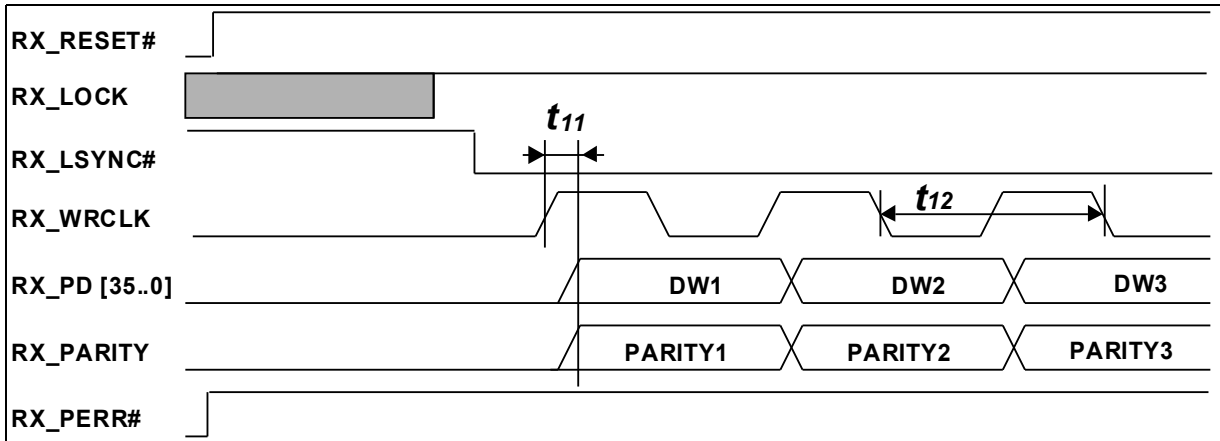 RX_RESET#
RX_LOCK
t11
RX_LSYNC#
RX_WRCLK
t12
RX_PD [35..0]
DW1
DW2
DW3
RX_PARITY
PARITY1
PARITY2
PARITY3
RX_PERR#